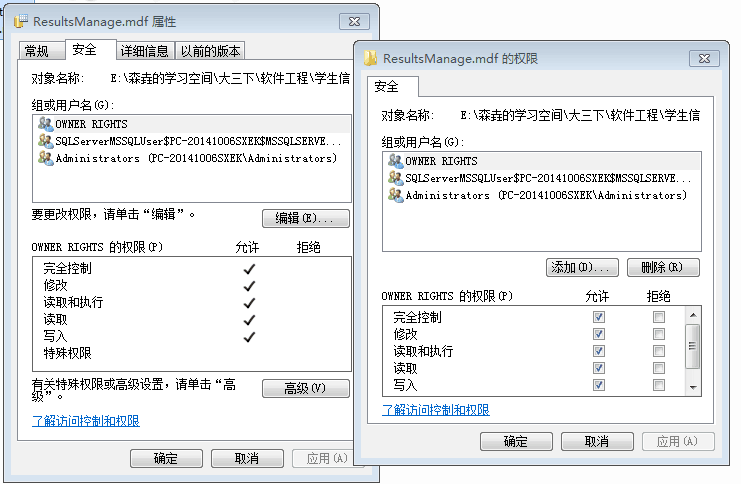 ResultsManage.mdf 属性
常规 安全 详细信息 以前的版本
对象名称: E:\森垚的学习空间\大三下\软件工程\学生信
组或用户名(G):
OWNER RIGHTS
SQLServerMSSQLUser$PC-20141006SXEK$MSSQLSERVE...
Administrators (PC-20141006SXEK\Administrators)
要更改权限，请单击“编辑”。
编辑(E)...
OWNER RIGHTS 的权限(P) 允许 拒绝
完全控制
修改
读取和执行
读取
写入
特殊权限
有关特殊权限或高级设置，请单击“高
级”。
高级(V)
了解访问控制和权限
确定 取消 应用(A)
ResultsManage.mdf 的权限
安全
对象名称: E:\森垚的学习空间\大三下\软件工程\学生信
组或用户名(G):
OWNER RIGHTS
SQLServerMSSQLUser$PC-20141006SXEK$MSSQLSERVE...
Administrators (PC-20141006SXEK\Administrators)
添加(D)... 删除(R)
OWNER RIGHTS 的权限(P) 允许 拒绝
完全控制
修改
读取和执行
读取
写入
了解访问控制和权限
确定 取消 应用(A)